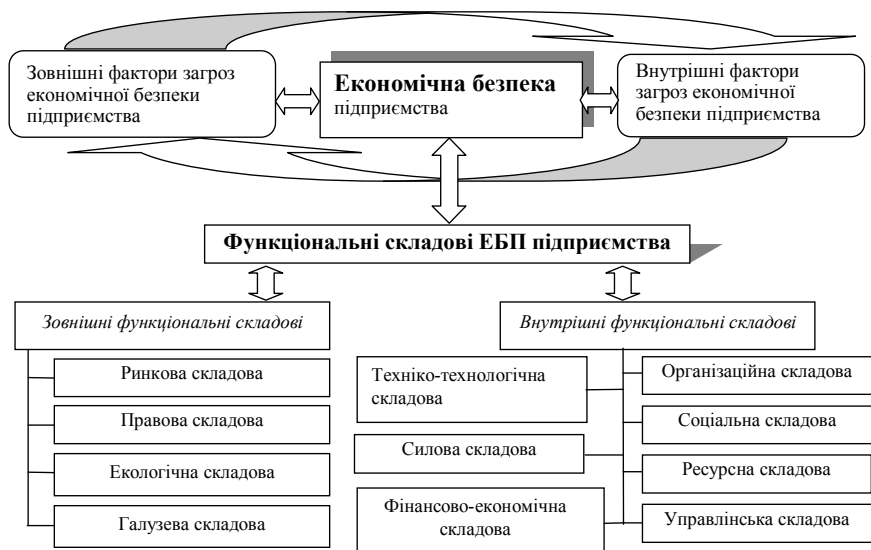 Зовнішні фактори загроз
економічної безпеки
підприємства
Економічна безпека
підприємства
Внутрішні фактори
загроз економічної
безпеки підприємства
Функціональні складові ЕБП підприємства
Зовнішні функціональні складові
Ринкова складова
Правова складова
Екологічна складова
Галузева складова
Внутрішні функціональні складові
Техніко-технологічна
складова
Силова складова
Фінансово-економічна
складова
Організаційна складова
Соціальна складова
Ресурсна складова
Управлінська складова